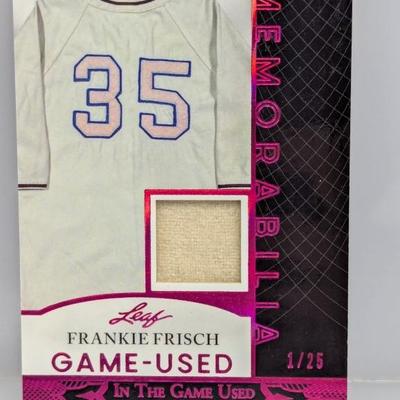 35
MEMORABILIA
Leaf
FRANKIE FRISCH
GAME-USED
1/25
IN THE GAME USED